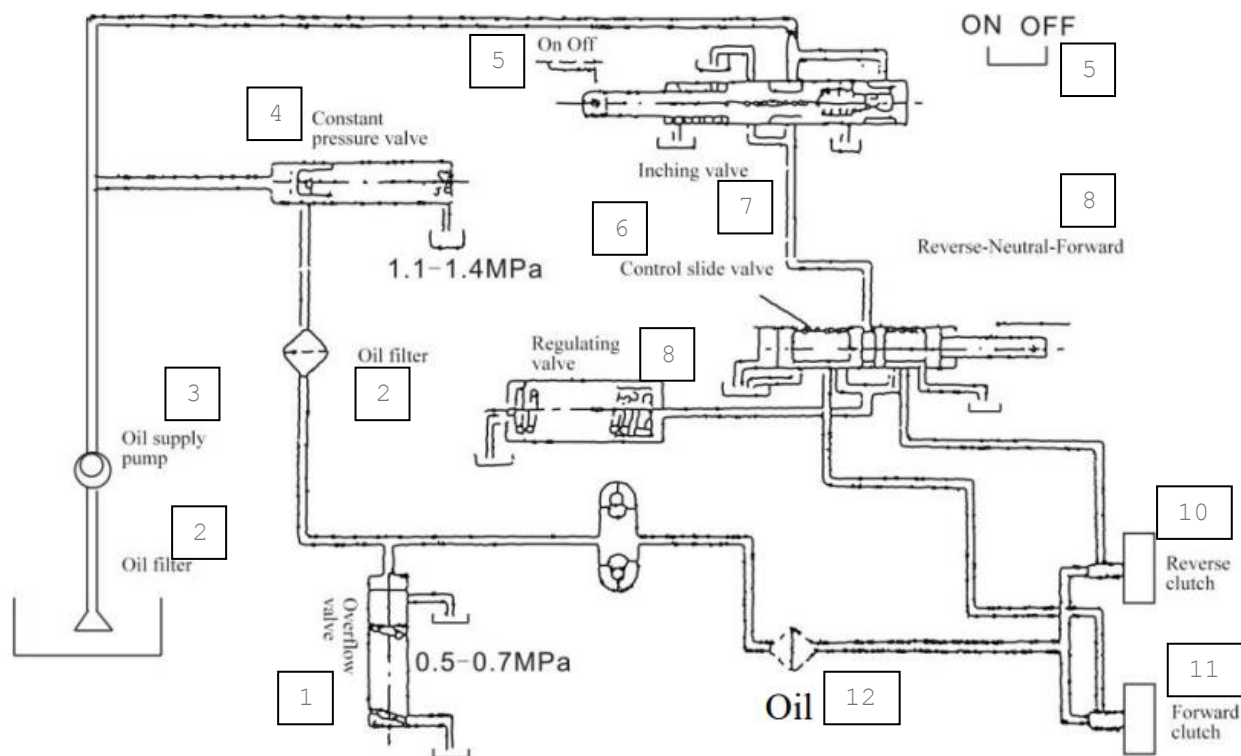 ON OFF
5
On Off
5
4
Constant
pressure valve
Inching valve
7
8
6
Reverse-Neutral-Forward
1.1-1.4MPa
Control slide valve
Regulating
valve
8
Oil filter
2
3
Oil supply
pump
2
Oil filter
10
Reverse
clutch
Overflow
valve
0.5-0.7MPa
1
Oil
12
11
Forward
clutch